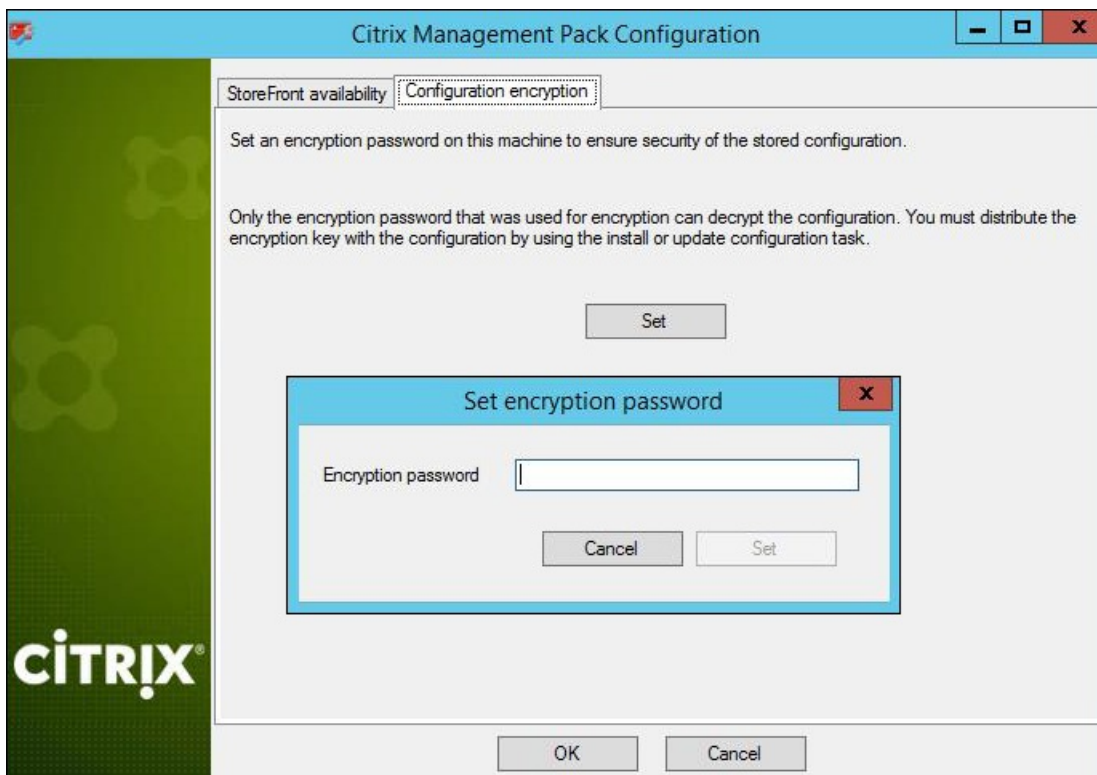 Citrix Management Pack Configuration
StoreFront availability
Configuration encryption
Set an encryption password on this machine to ensure security of the stored configuration.
Only the encryption password that was used for encryption can decrypt the configuration. You must distribute the
encryption key with the configuration by using the install or update configuration task.
Set
Set encryption password
Encryption password
Cancel
Set
CİTRỊX®
OK
Cancel